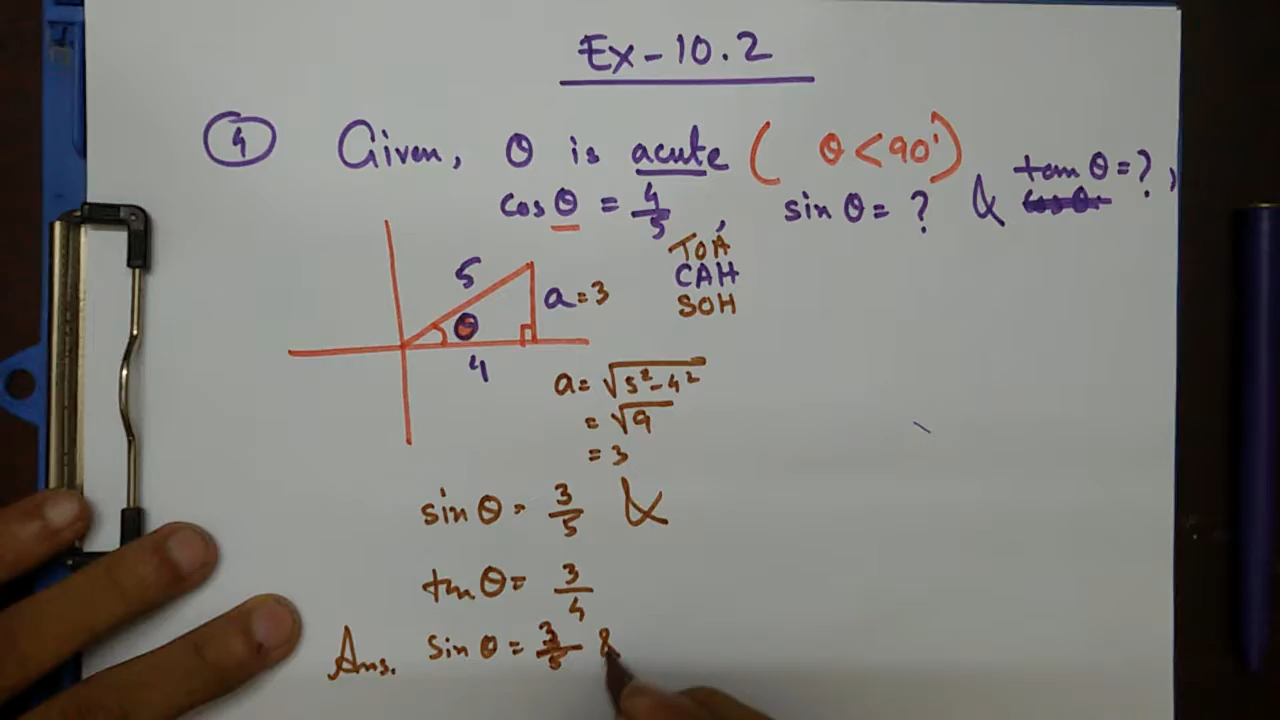 Ex-10.2
4 Given, θ is acute ( θ < 90° )
cos θ = 4/5, sin θ = ? & tan θ = ?,
TOA
CAH
SOH
5
a = 3
θ
4
a = √5²-4²
= √9
= 3
sin θ = 3/5 &
tan θ = 3/4
Ans. sin θ = 3/5 &